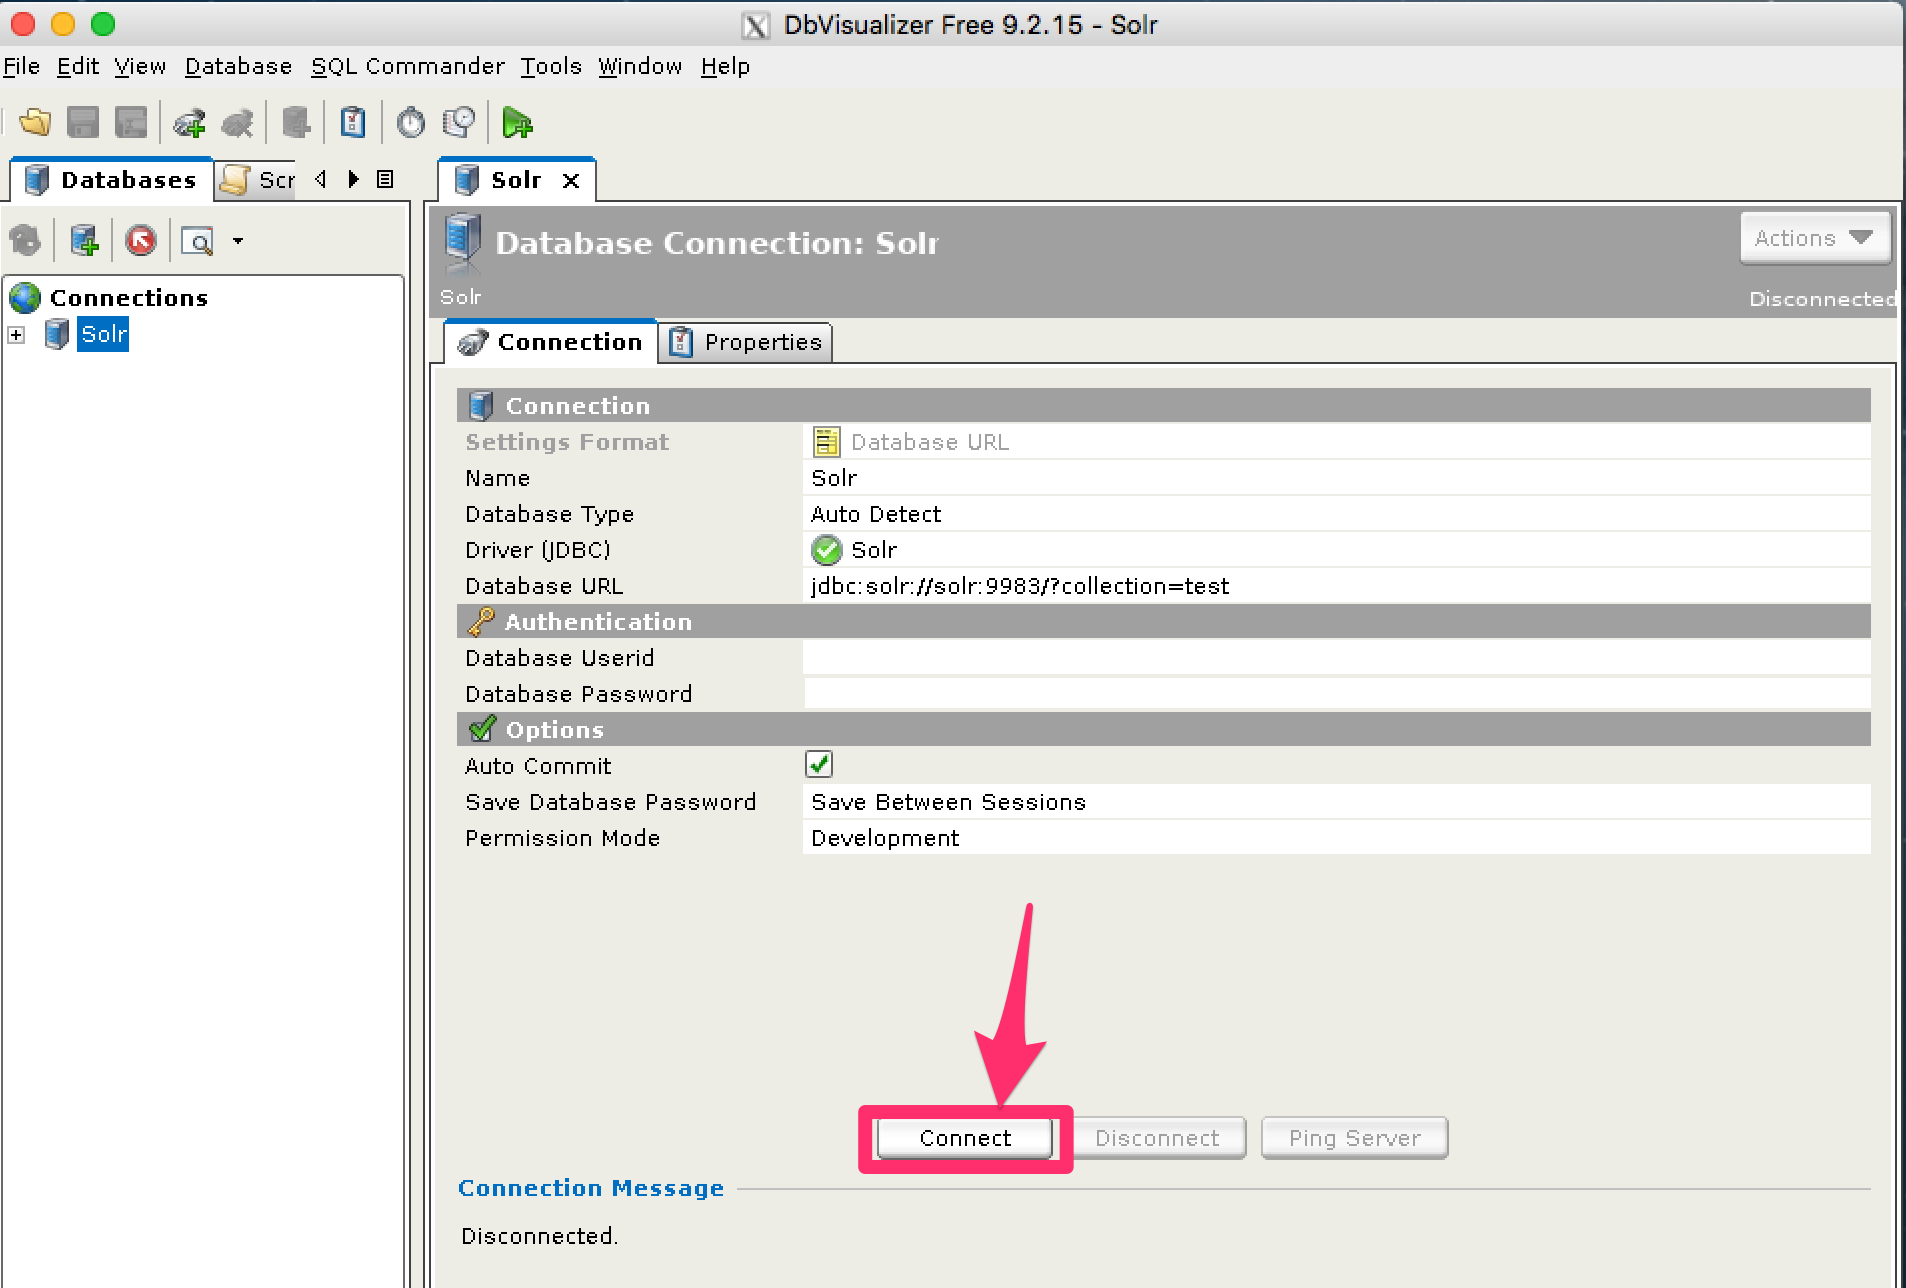 DbVisualizer Free 9.2.15 - Solr
File Edit View Database SQL Commander Tools Window Help
Databases Scr
Solr
Database Connection: Solr
Actions
Solr
Disconnected
Connections
Solr
Connection Properties
Connection
Settings Format Database URL
Name Solr
Database Type Auto Detect
Driver (JDBC) Solr
Database URL jdbc:solr://solr:9983/?collection=test
Authentication
Database Userid
Database Password
Options
Auto Commit
Save Database Password Save Between Sessions
Permission Mode Development
Connect Disconnect Ping Server
Connection Message
Disconnected.